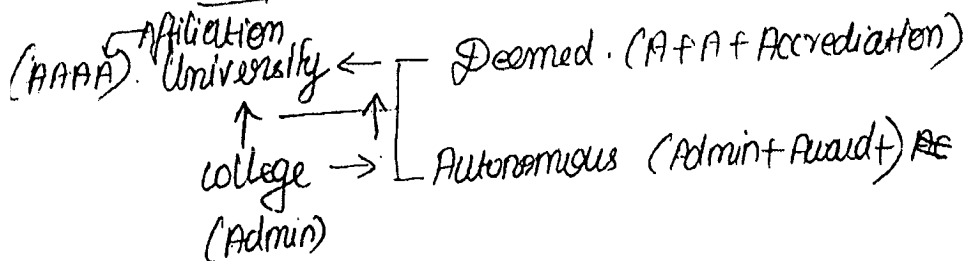 Affiliation
(AAAA). University ← Deemed. (A+A+Accrediation)
college → Autonomous (Admin+Award+)
(Admin)